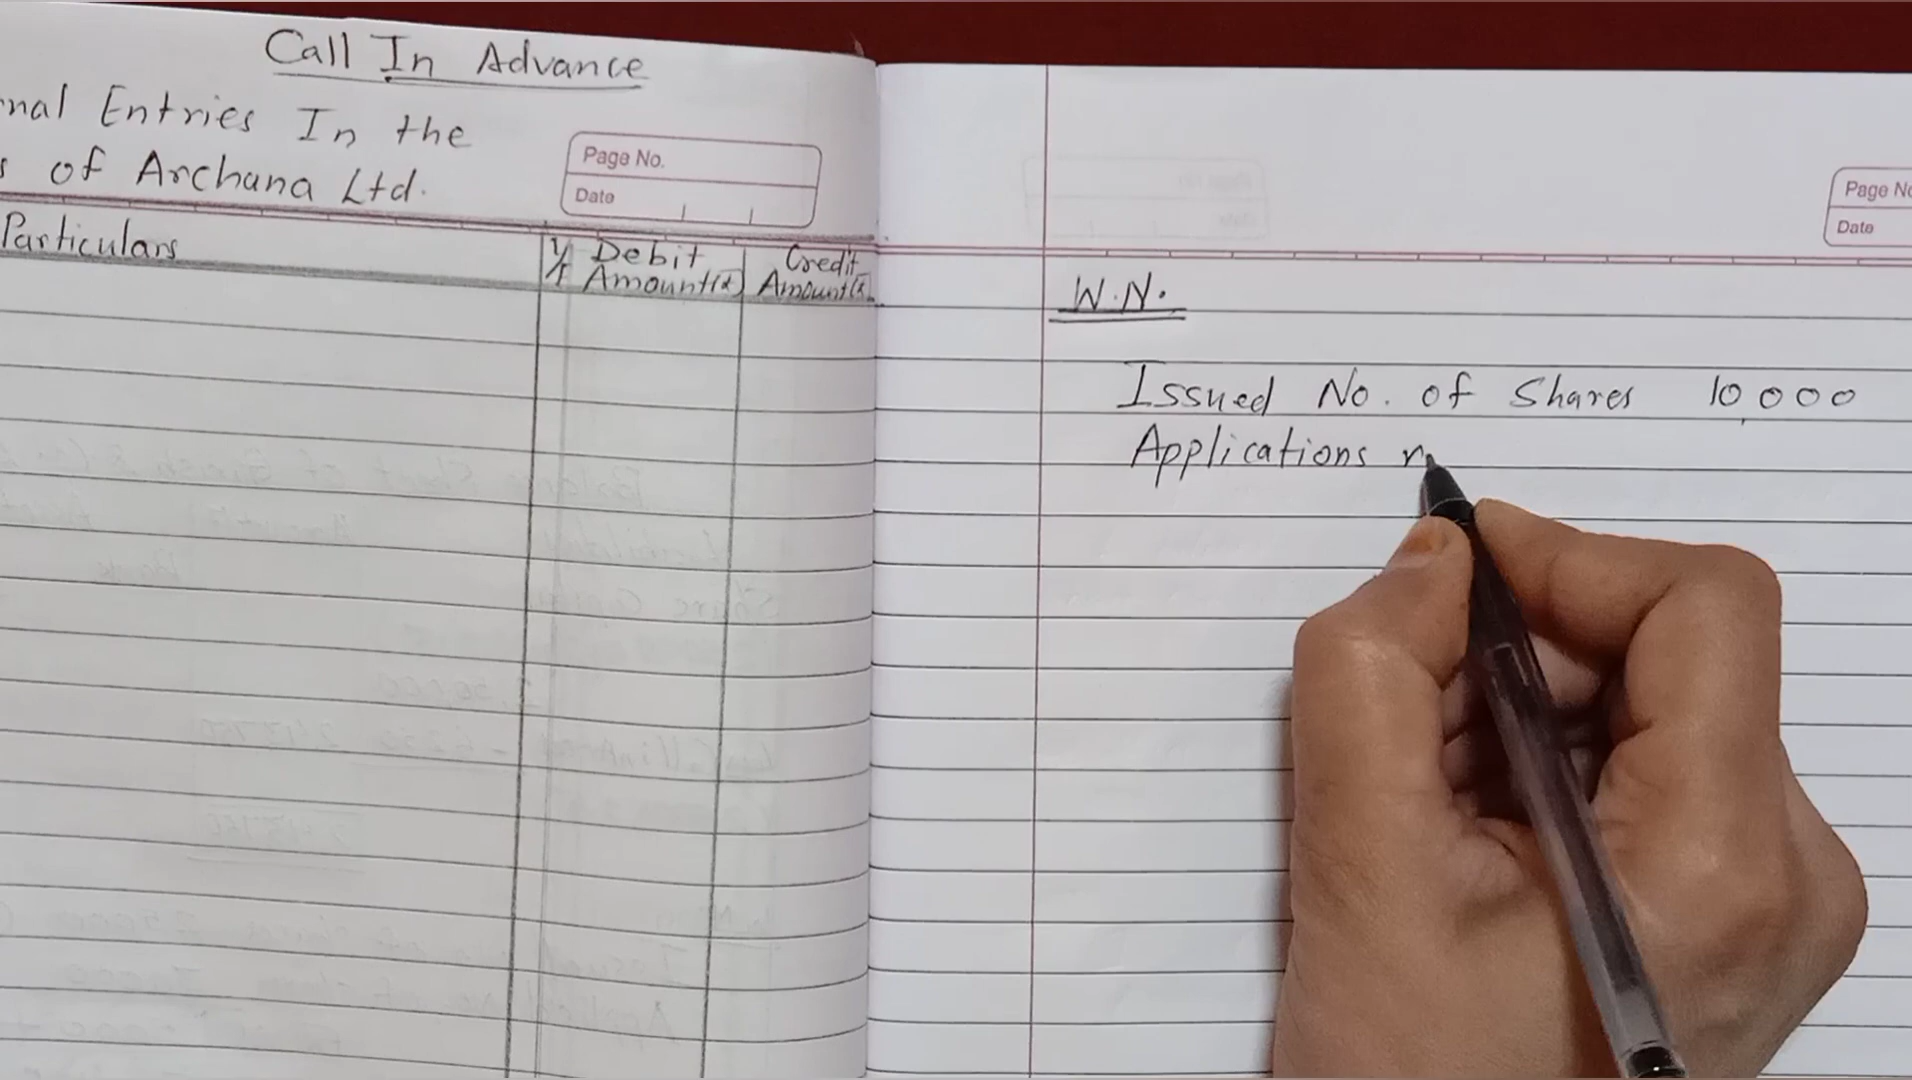 Call In Advance
nal Entries In the
s of Archana Ltd.
Page No.
Date
Particulars
Debit
Amount(₹)
Credit
Amount(₹
Page No
Date
W.N.
Issued No. of Shares 10,000
Applications r